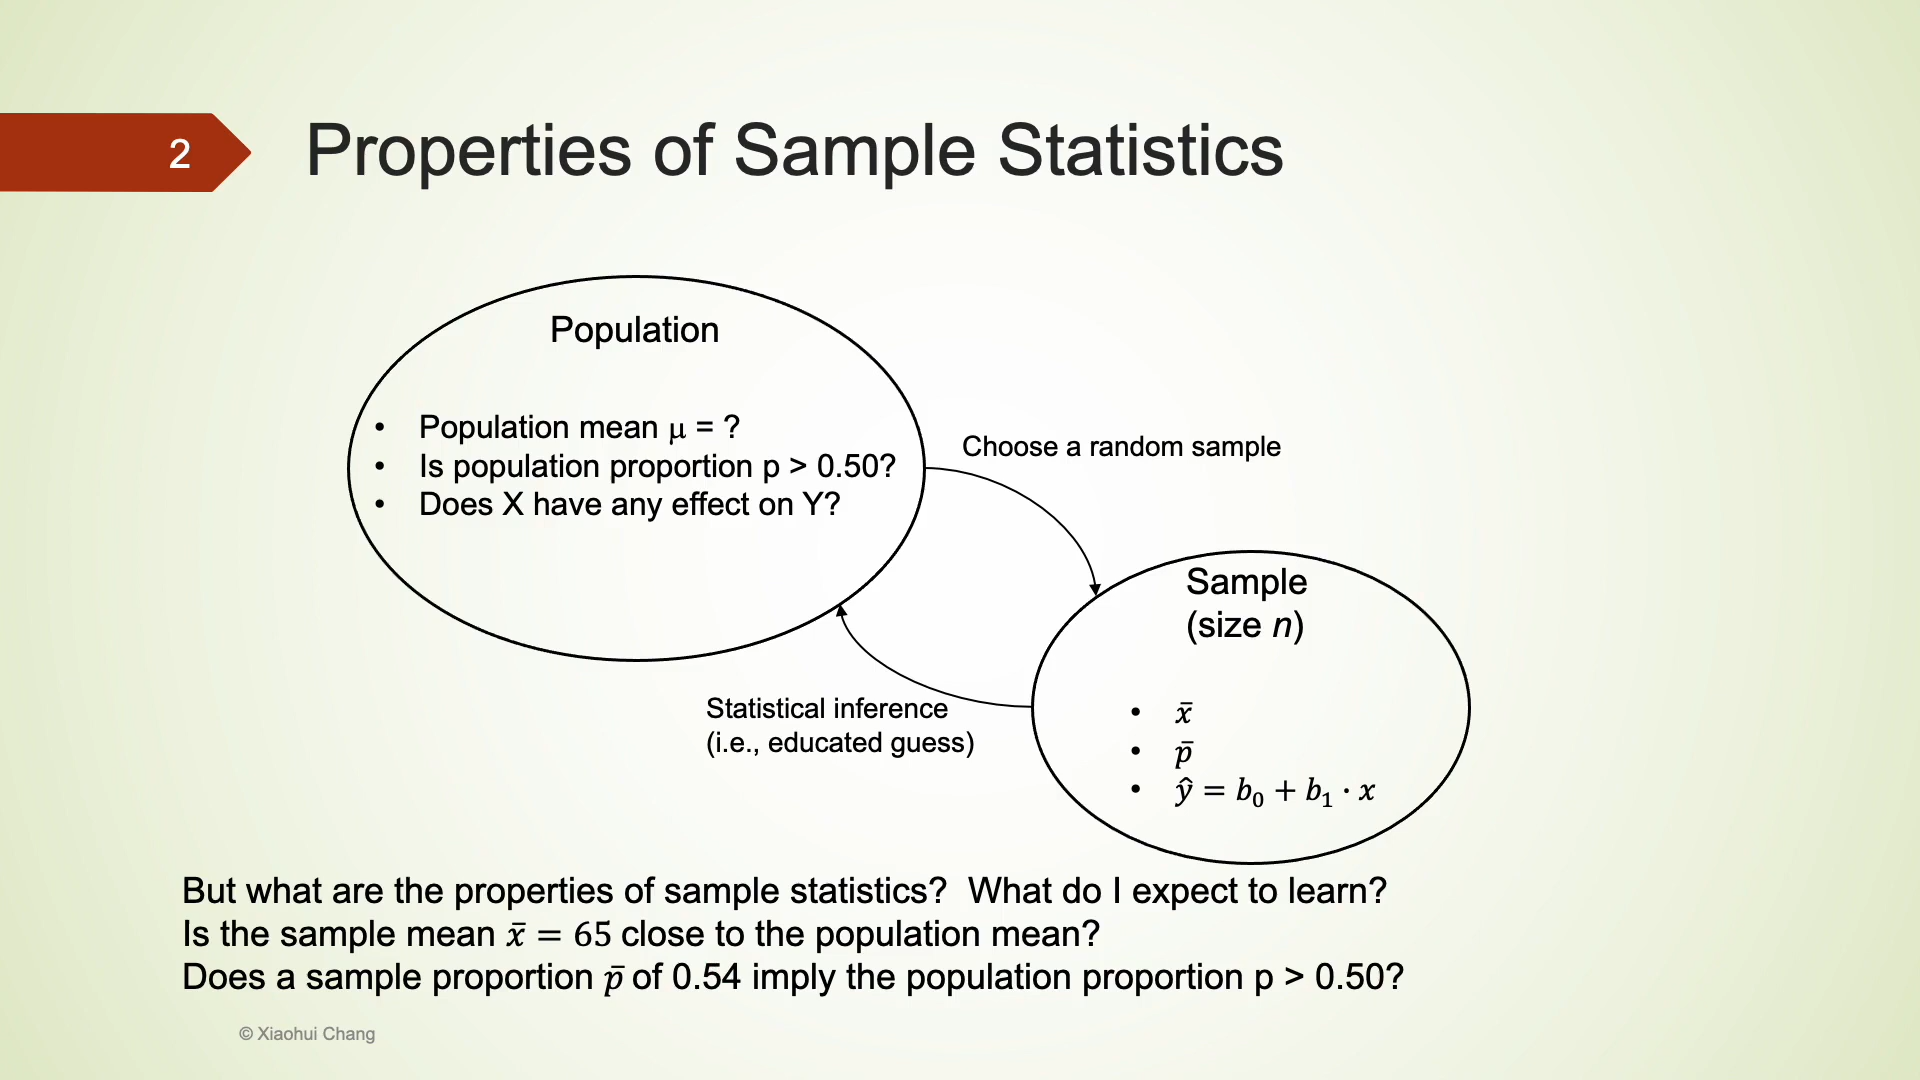 2
Properties of Sample Statistics
Population
• Population mean μ = ?
• Is population proportion p > 0.50?
• Does X have any effect on Y?
Choose a random sample
Sample
(size n)
• x̄
• p̄
• ŷ = b₀ + b₁ · x
Statistical inference
(i.e., educated guess)
But what are the properties of sample statistics?  What do I expect to learn?
Is the sample mean x̄ = 65 close to the population mean?
Does a sample proportion p̄ of 0.54 imply the population proportion p > 0.50?
© Xiaohui Chang